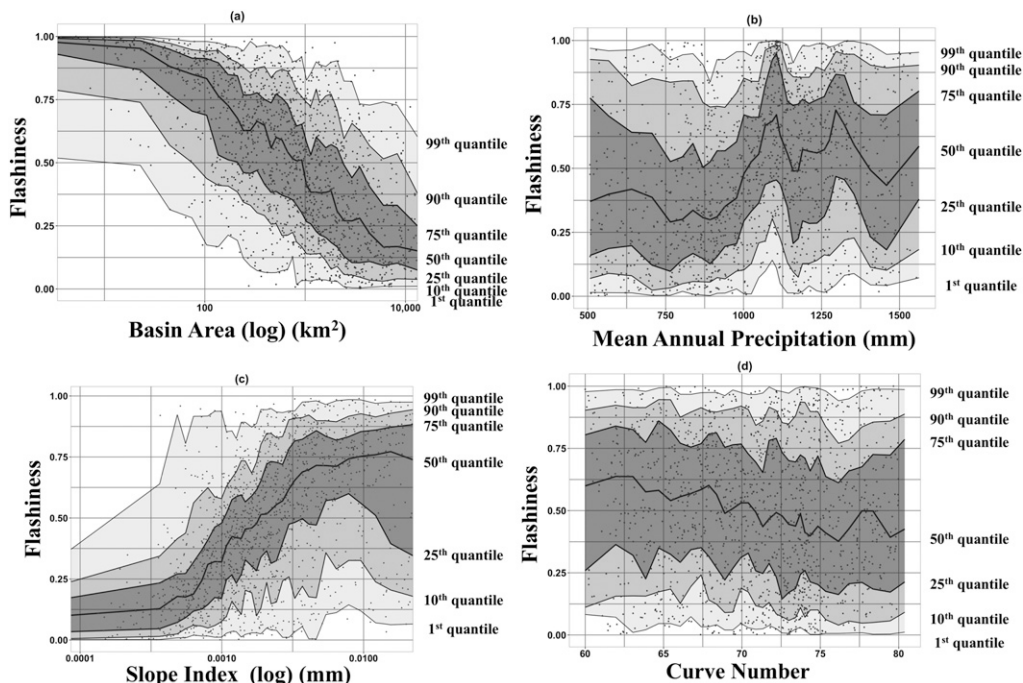 (a)
1.00
0.75
0.50
0.25
0.00
Flashiness
99th quantile
90th quantile
75th quantile
50th quantile
25th quantile
10th quantile
1st quantile
100
10,000
Basin Area (log) (km²)
(b)
1.00
0.75
0.50
0.25
0.00
Flashiness
99th quantile
90th quantile
75th quantile
50th quantile
25th quantile
10th quantile
1st quantile
500
750
1000
1250
1500
Mean Annual Precipitation (mm)
(c)
1.00
0.75
0.50
0.25
0.00
Flashiness
99th quantile
90th quantile
75th quantile
50th quantile
25th quantile
10th quantile
1st quantile
0.0001
0.0010
0.0100
Slope Index (log) (mm)
(d)
1.00
0.75
0.50
0.25
0.00
Flashiness
99th quantile
90th quantile
75th quantile
50th quantile
25th quantile
10th quantile
1st quantile
60
65
70
75
80
Curve Number